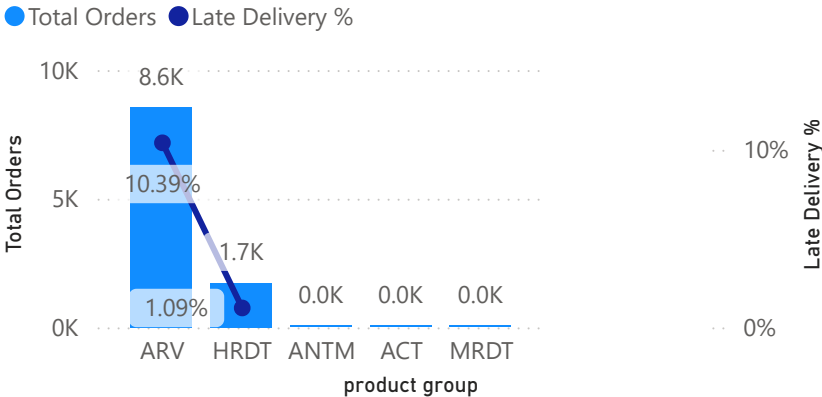 Total Orders Late Delivery %
10K
8.6K
10%
10.39%
5K
1.7K
0.0K 0.0K 0.0K
1.09%
0K
0%
ARV HRDT ANTM ACT MRDT
product group
Total Orders
Late Delivery %